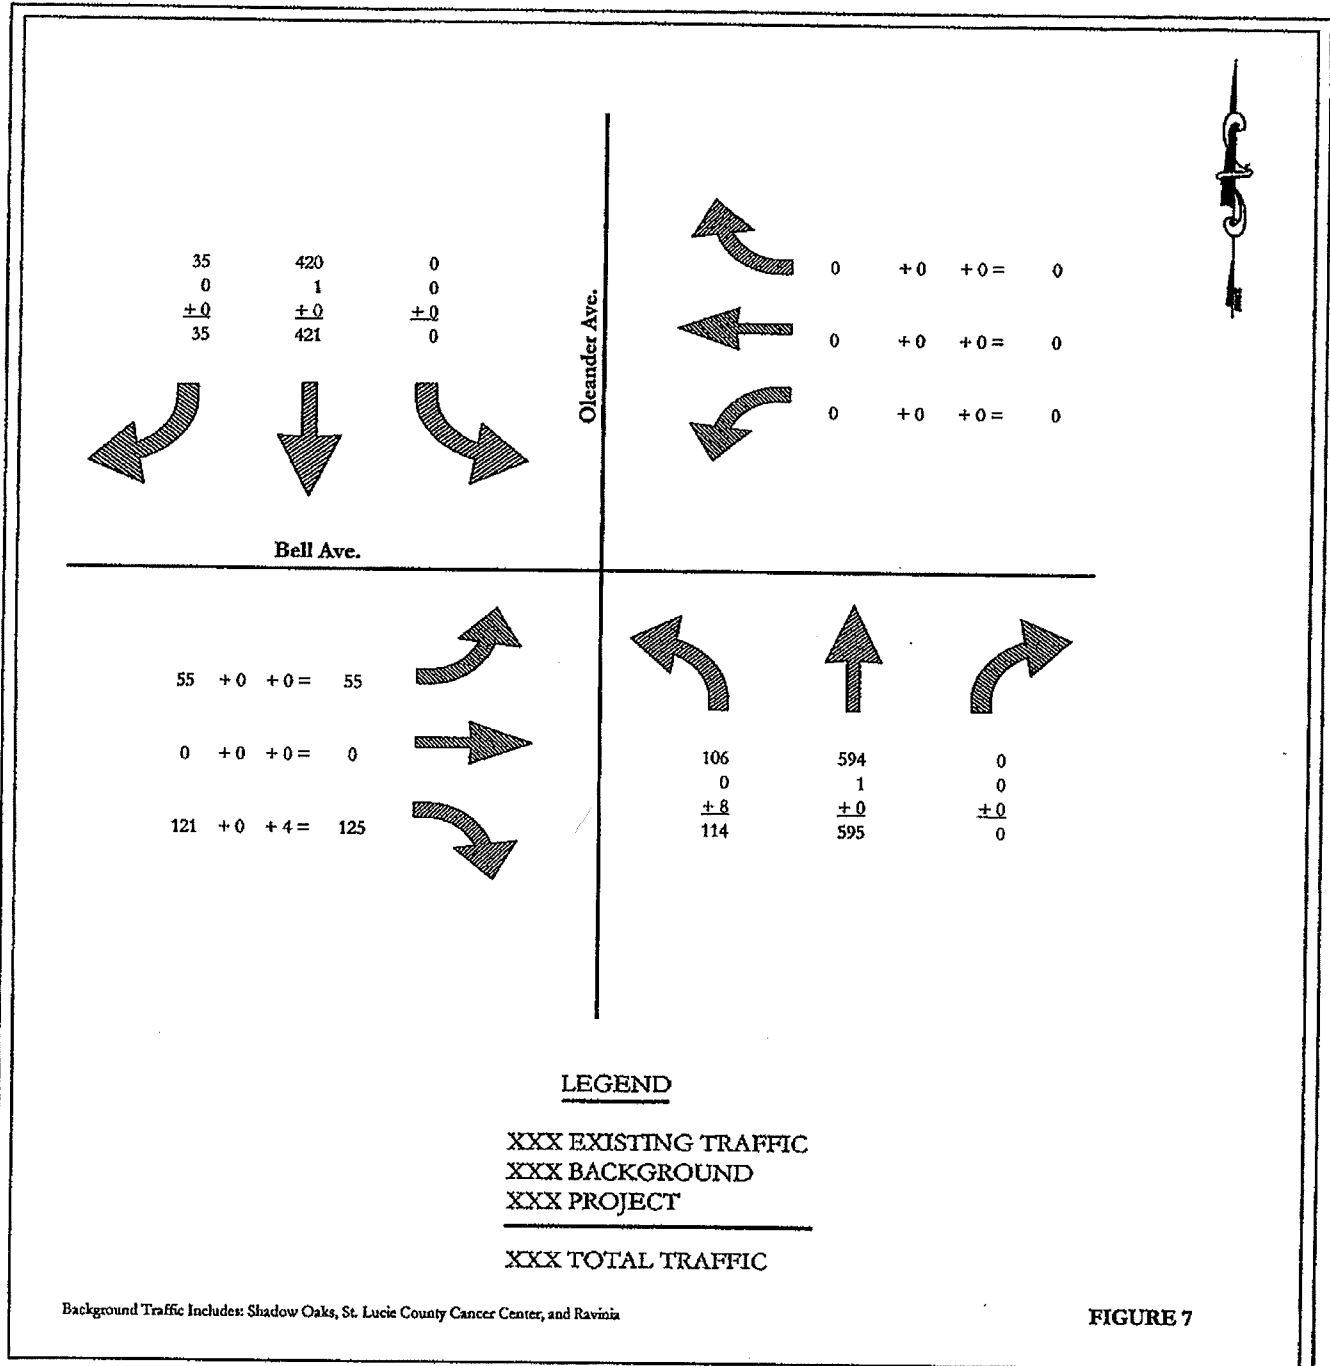 35 420 0
0 1 0
+0 +0 +0
35 421 0
Oleander Ave.
0 +0 +0= 0
0 +0 +0= 0
0 +0 +0= 0
Bell Ave.
55 +0 +0= 55
0 +0 +0= 0
121 +0 +4= 125
106 594 0
0 1 0
+8 +0 +0
114 595 0
LEGEND
XXX EXISTING TRAFFIC
XXX BACKGROUND
XXX PROJECT
XXX TOTAL TRAFFIC
Background Traffic Includes: Shadow Oaks, St. Lucie County Cancer Center, and Ravinia
FIGURE 7